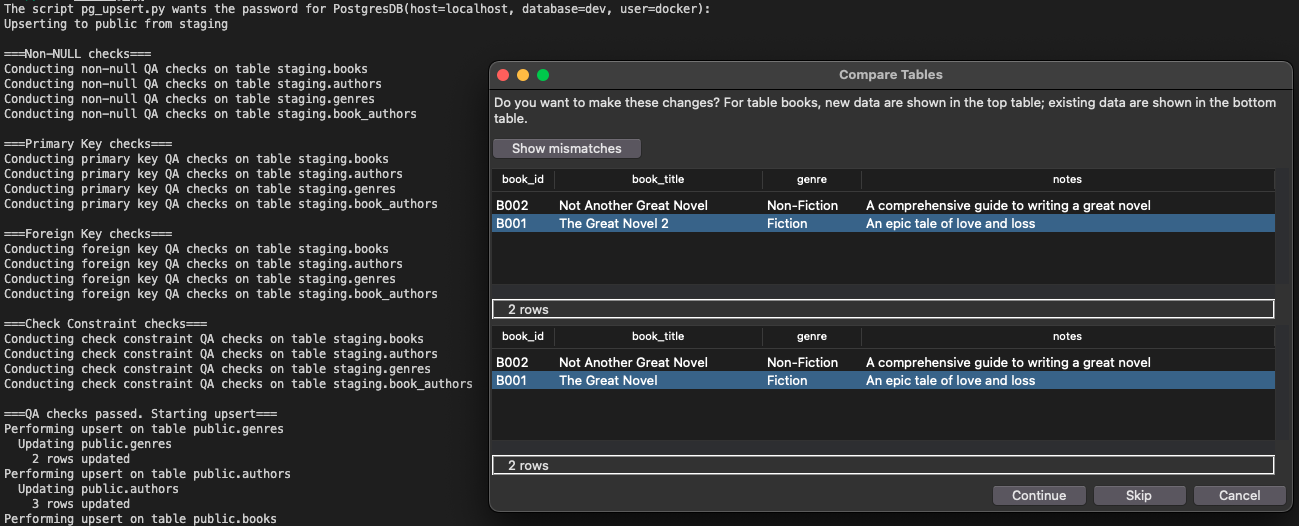 The script pg_upsert.py wants the password for PostgresDB(host=localhost, database=dev, user=docker):
Upserting to public from staging
===Non-NULL checks===
Conducting non-null QA checks on table staging.books
Conducting non-null QA checks on table staging.authors
Conducting non-null QA checks on table staging.genres
Conducting non-null QA checks on table staging.book_authors
===Primary Key checks===
Conducting primary key QA checks on table staging.books
Conducting primary key QA checks on table staging.authors
Conducting primary key QA checks on table staging.genres
Conducting primary key QA checks on table staging.book_authors
===Foreign Key checks===
Conducting foreign key QA checks on table staging.books
Conducting foreign key QA checks on table staging.authors
Conducting foreign key QA checks on table staging.genres
Conducting foreign key QA checks on table staging.book_authors
===Check Constraint checks===
Conducting check constraint QA checks on table staging.books
Conducting check constraint QA checks on table staging.authors
Conducting check constraint QA checks on table staging.genres
Conducting check constraint QA checks on table staging.book_authors
===QA checks passed. Starting upsert===
Performing upsert on table public.genres
Updating public.genres
2 rows updated
Performing upsert on table public.authors
Updating public.authors
3 rows updated
Performing upsert on table public.books
Compare Tables
Do you want to make these changes? For table books, new data are shown in the top table; existing data are shown in the bottom
table.
Show mismatches
book_id book_title genre notes
B002 Not Another Great Novel Non-Fiction A comprehensive guide to writing a great novel
B001 The Great Novel 2 Fiction An epic tale of love and loss
2 rows
book_id book_title genre notes
B002 Not Another Great Novel Non-Fiction A comprehensive guide to writing a great novel
B001 The Great Novel Fiction An epic tale of love and loss
2 rows
Continue Skip Cancel